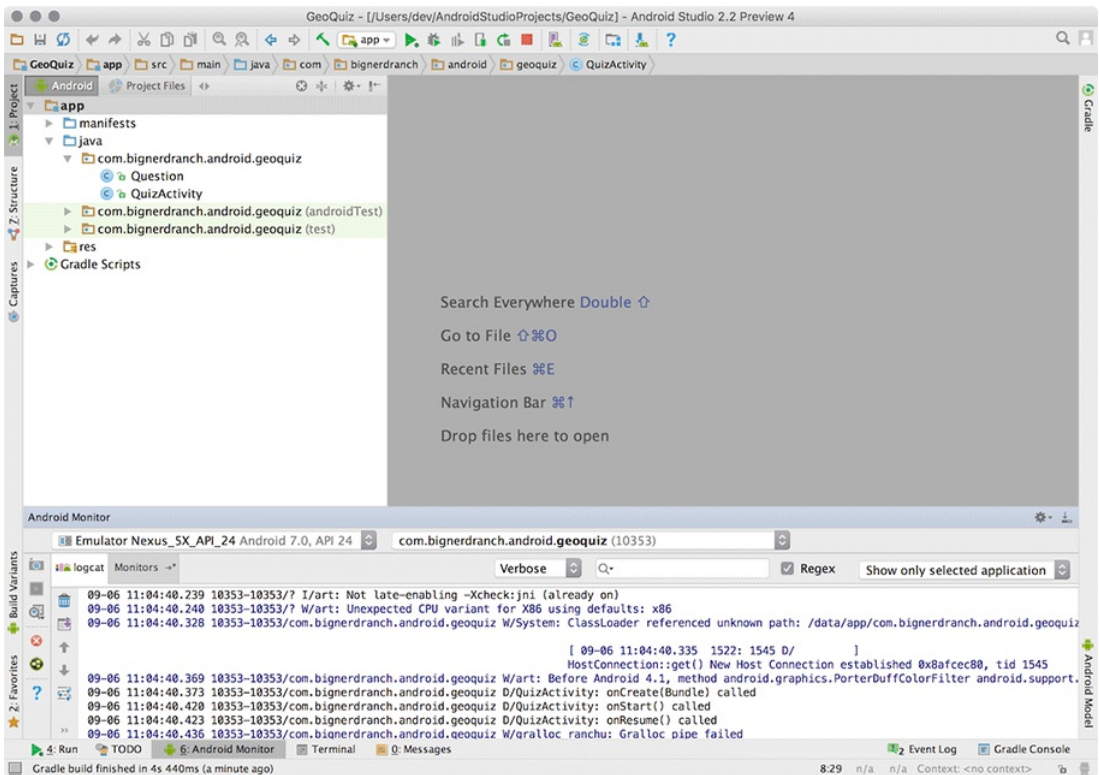 GeoQuiz - [/Users/dev/AndroidStudioProjects/GeoQuiz] - Android Studio 2.2 Preview 4
app
GeoQuiz app src main java com bignerdranch android geoquiz QuizActivity
1: Project
Android Project Files
app
manifests
java
com.bignerdranch.android.geoquiz
Question
QuizActivity
com.bignerdranch.android.geoquiz (androidTest)
com.bignerdranch.android.geoquiz (test)
res
Gradle Scripts
Z: Structure
Captures
Gradle
Search Everywhere Double ⇧
Go to File ⇧⌘O
Recent Files ⌘E
Navigation Bar ⌘↑
Drop files here to open
Android Monitor
Emulator Nexus_5X_API_24 Android 7.0, API 24 com.bignerdranch.android.geoquiz (10353)
logcat Monitors Verbose Regex Show only selected application
09-06 11:04:40.239 10353-10353/? I/art: Not late-enabling -Xcheck:jni (already on)
09-06 11:04:40.240 10353-10353/? W/art: Unexpected CPU variant for X86 using defaults: x86
09-06 11:04:40.328 10353-10353/com.bignerdranch.android.geoquiz W/System: ClassLoader referenced unknown path: /data/app/com.bignerdranch.android.geoquiz
[ 09-06 11:04:40.335 1522: 1545 D/ ]
HostConnection::get() New Host Connection established 0x8afcec80, tid 1545
09-06 11:04:40.369 10353-10353/com.bignerdranch.android.geoquiz W/art: Before Android 4.1, method android.graphics.PorterDuffColorFilter android.support.
09-06 11:04:40.373 10353-10353/com.bignerdranch.android.geoquiz D/QuizActivity: onCreate(Bundle) called
09-06 11:04:40.420 10353-10353/com.bignerdranch.android.geoquiz D/QuizActivity: onStart() called
09-06 11:04:40.423 10353-10353/com.bignerdranch.android.geoquiz D/QuizActivity: onResume() called
09-06 11:04:40.436 10353-10353/com.bignerdranch.android.geoquiz W/gralloc_ranchu: Gralloc pipe failed
Build Variants
2: Favorites
Android Model
4: Run TODO 6: Android Monitor Terminal 0: Messages 2 Event Log Gradle Console
Gradle build finished in 4s 440ms (a minute ago) 8:29 n/a n/a Context: <no context>